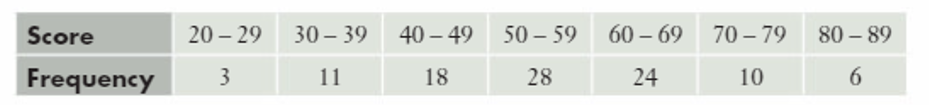 Score 20 – 29 30 – 39 40 – 49 50 – 59 60 – 69 70 – 79 80 – 89
Frequency 3 11 18 28 24 10 6